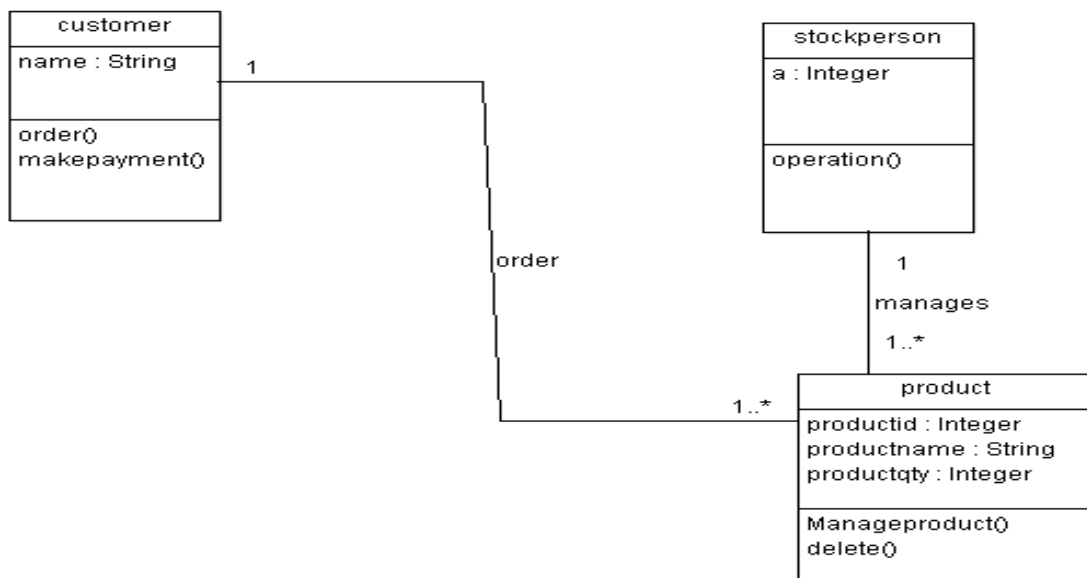 customer
name : String
order()
makepayment()
1
order
1..*
stockperson
a : Integer
operation()
1
manages
1..*
product
productid : Integer
productname : String
productqty : Integer
Manageproduct()
delete()